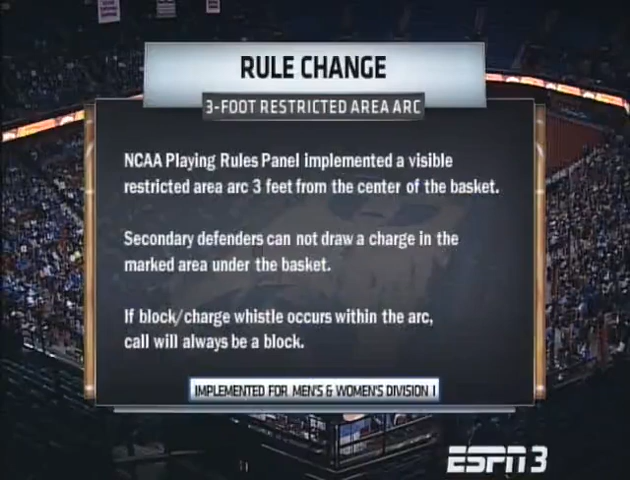 RULE CHANGE
3-FOOT RESTRICTED AREA ARC
NCAA Playing Rules Panel implemented a visible
restricted area arc 3 feet from the center of the basket.
Secondary defenders can not draw a charge in the
marked area under the basket.
If block/charge whistle occurs within the arc,
call will always be a block.
IMPLEMENTED FOR MEN'S & WOMEN'S DIVISION I
ESPN3